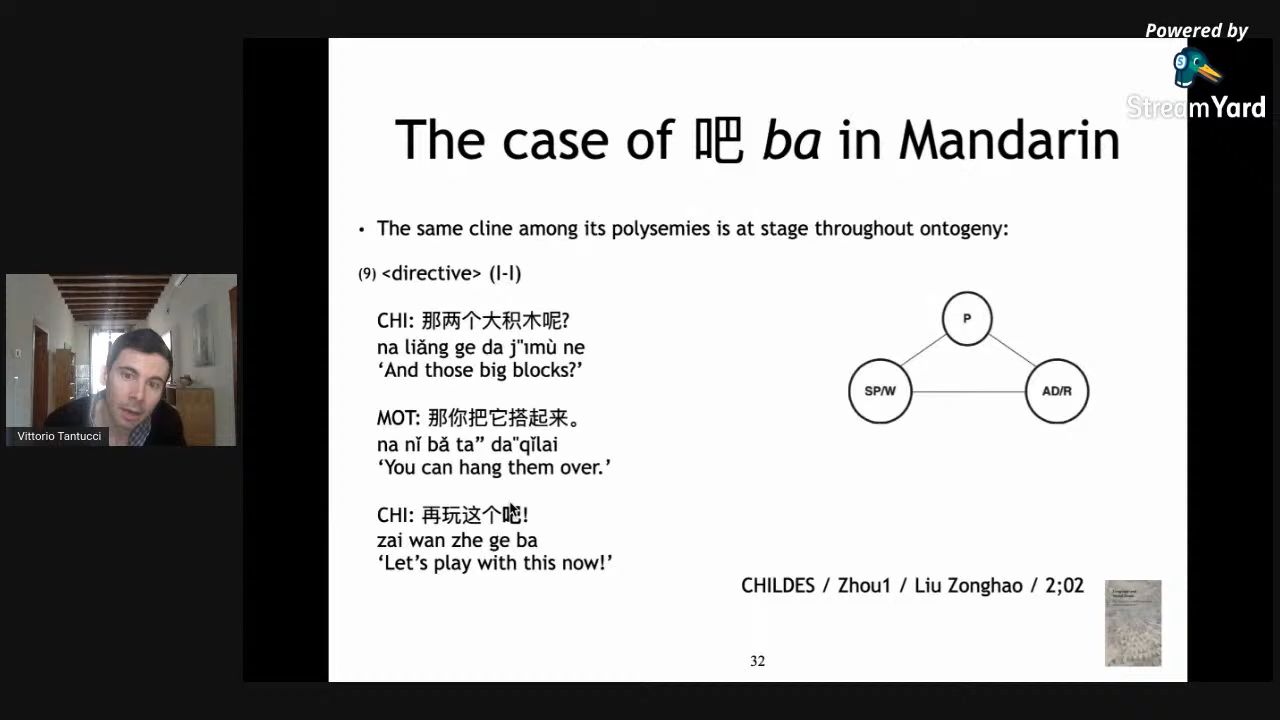 Powered by
StreamYard
The case of 吧 ba in Mandarin
• The same cline among its polysemies is at stage throughout ontogeny:
(9) <directive> (I-I)
CHI: 那两个大积木呢?
na liǎng ge da j"ımù ne
‘And those big blocks?’
MOT: 那你把它搭起来。
na nǐ bǎ ta” da"qǐlai
‘You can hang them over.’
CHI: 再玩这个吧!
zai wan zhe ge ba
‘Let’s play with this now!’
P
SP/W
AD/R
CHILDES / Zhou1 / Liu Zonghao / 2;02
32
Vittorio Tantucci